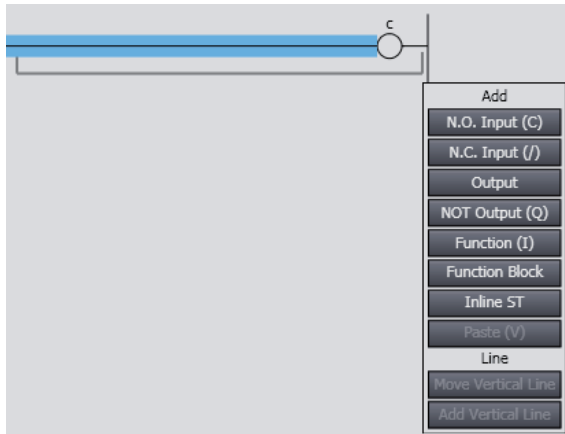 c
Add
N.O. Input (C)
N.C. Input (/)
Output
NOT Output (Q)
Function (I)
Function Block
Inline ST
Paste (V)
Line
Move Vertical Line
Add Vertical Line